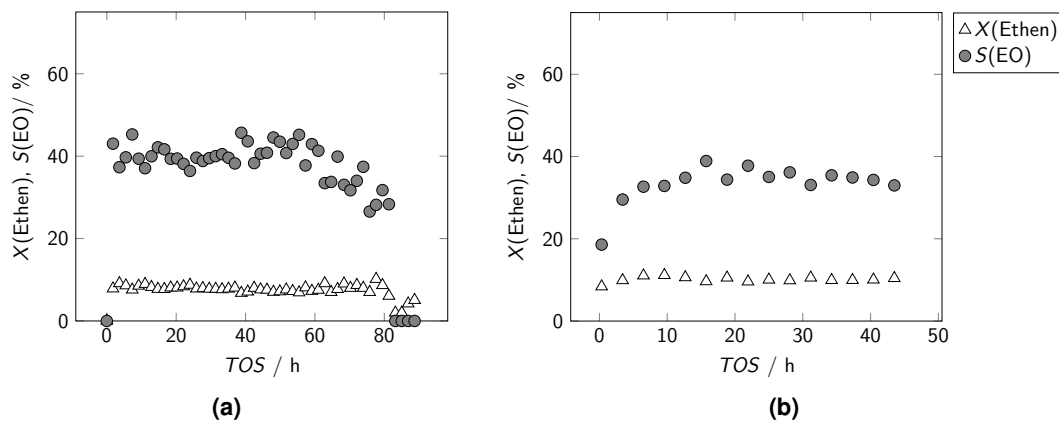 X(Ethen), S(EO)/ %
60
40
20
0
0 20 40 60 80
TOS / h
(a)
X(Ethen), S(EO)/ %
60
40
20
0
0 10 20 30 40 50
TOS / h
(b)
X(Ethen)
S(EO)